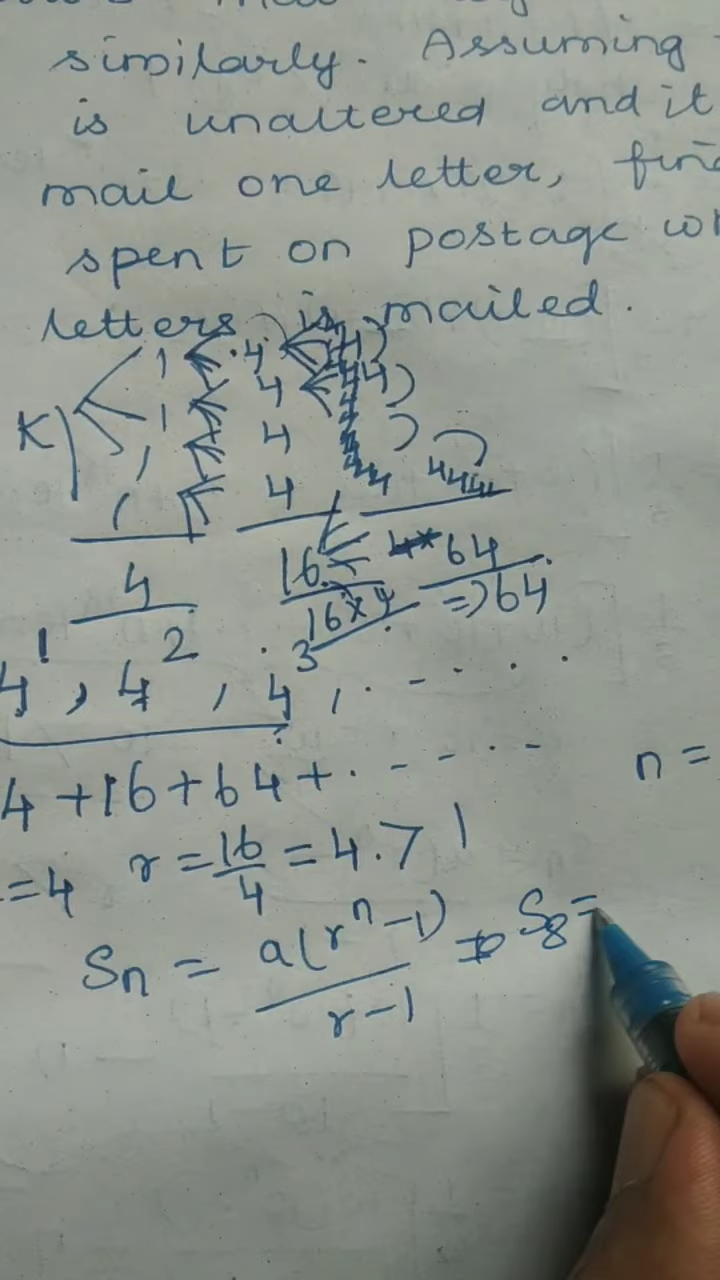 similarly. Assuming
is unaltered and it
mail one letter, find
spent on postage
letters is mailed.
K 1 4
1 4
1 4
1 4
4 16 64
16×4 => 64
4¹, 4², 4³, . - . . .
4 + 16 + 64 + . - - - . . -
n =
= 4 r = 16/4 = 4 . > 1
Sn = a(rⁿ-1)/r-1 => S8 =